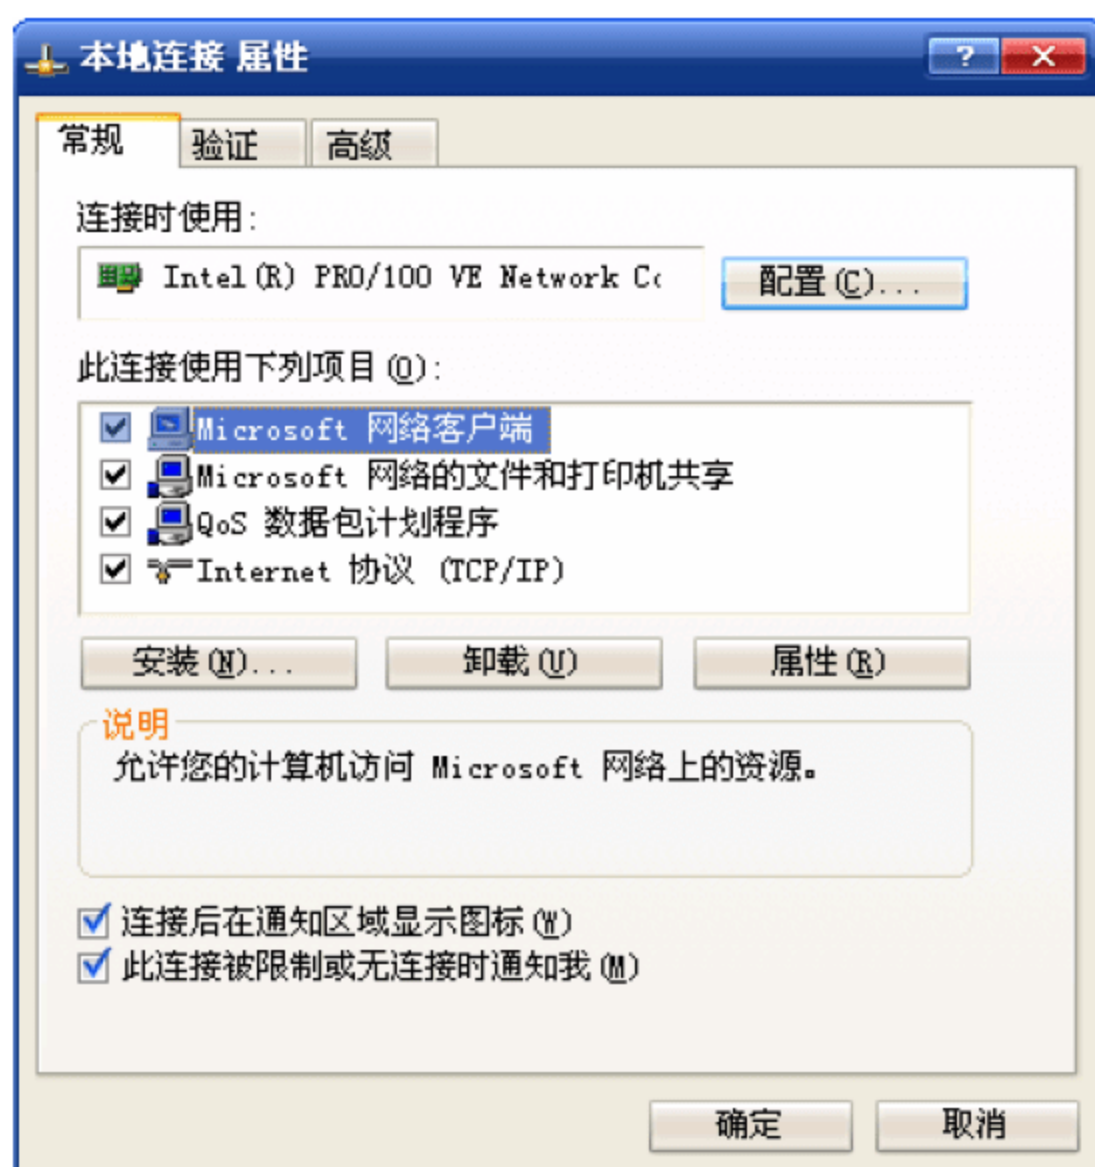 本地连接 属性
?
常规 验证 高级
连接时使用:
Intel(R) PRO/100 VE Network
配置(C)...
此连接使用下列项目(O):
Microsoft 网络客户端
Microsoft 网络的文件和打印机共享
QoS 数据包计划程序
Internet 协议 (TCP/IP)
安装(N)... 卸载(U) 属性(R)
说明
允许您的计算机访问 Microsoft 网络上的资源。
连接后在通知区域显示图标(W)
此连接被限制或无连接时通知我(M)
确定 取消